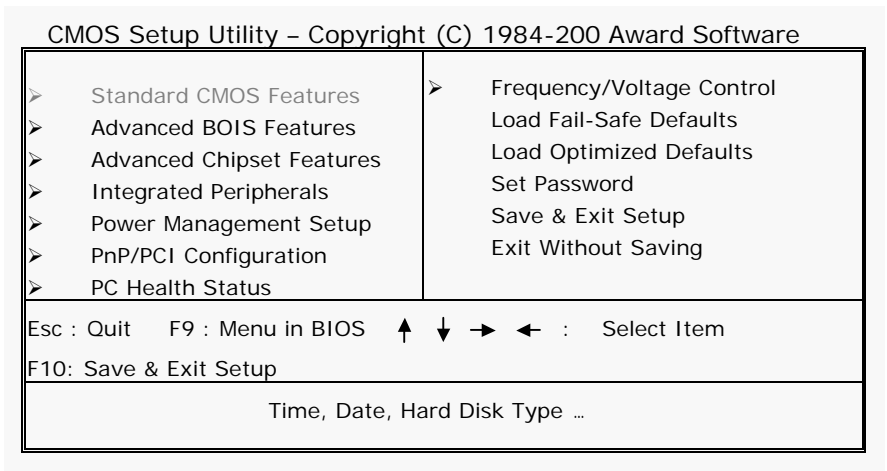 CMOS Setup Utility – Copyright (C) 1984-200 Award Software
➢ Standard CMOS Features
➢ Advanced BOIS Features
➢ Advanced Chipset Features
➢ Integrated Peripherals
➢ Power Management Setup
➢ PnP/PCI Configuration
➢ PC Health Status
➢ Frequency/Voltage Control
Load Fail-Safe Defaults
Load Optimized Defaults
Set Password
Save & Exit Setup
Exit Without Saving
Esc : Quit F9 : Menu in BIOS ↑ ↓ → ← : Select Item
F10: Save & Exit Setup
Time, Date, Hard Disk Type …